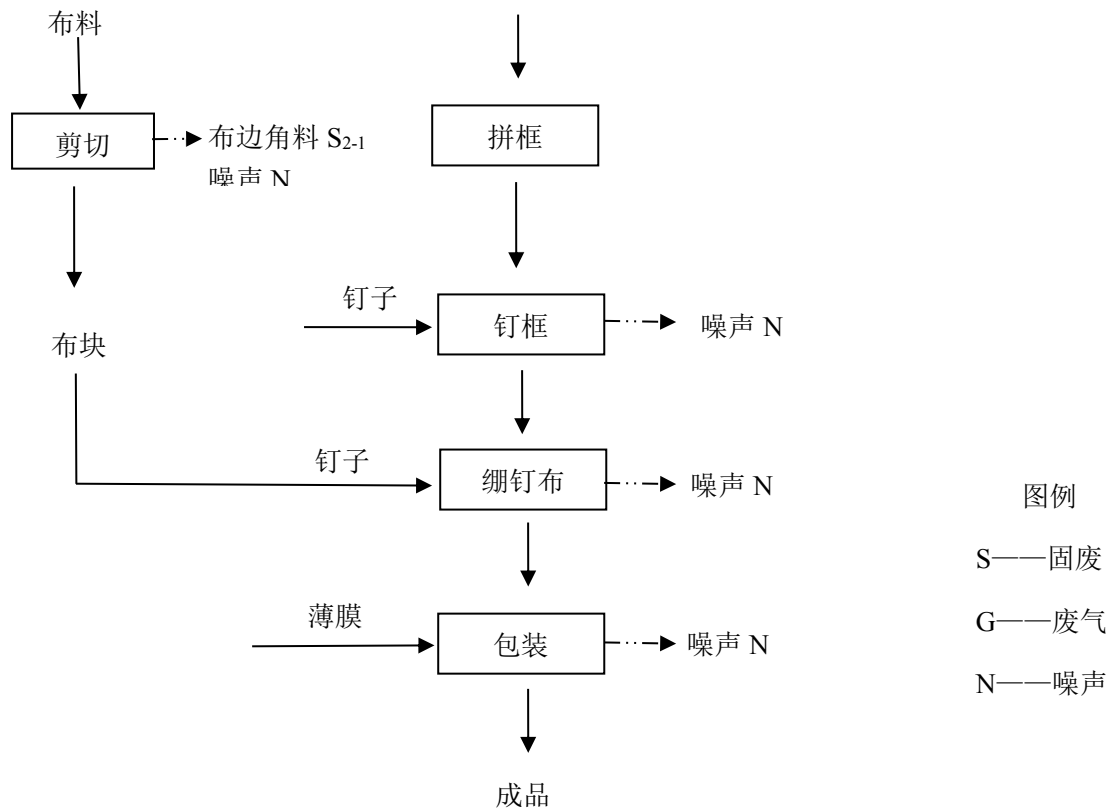 布料
剪切
布边角料 S2-1
噪声 N
拼框
钉子
钉框
噪声 N
布块
钉子
绷钉布
噪声 N
薄膜
包装
噪声 N
成品
图例
S——固废
G——废气
N——噪声